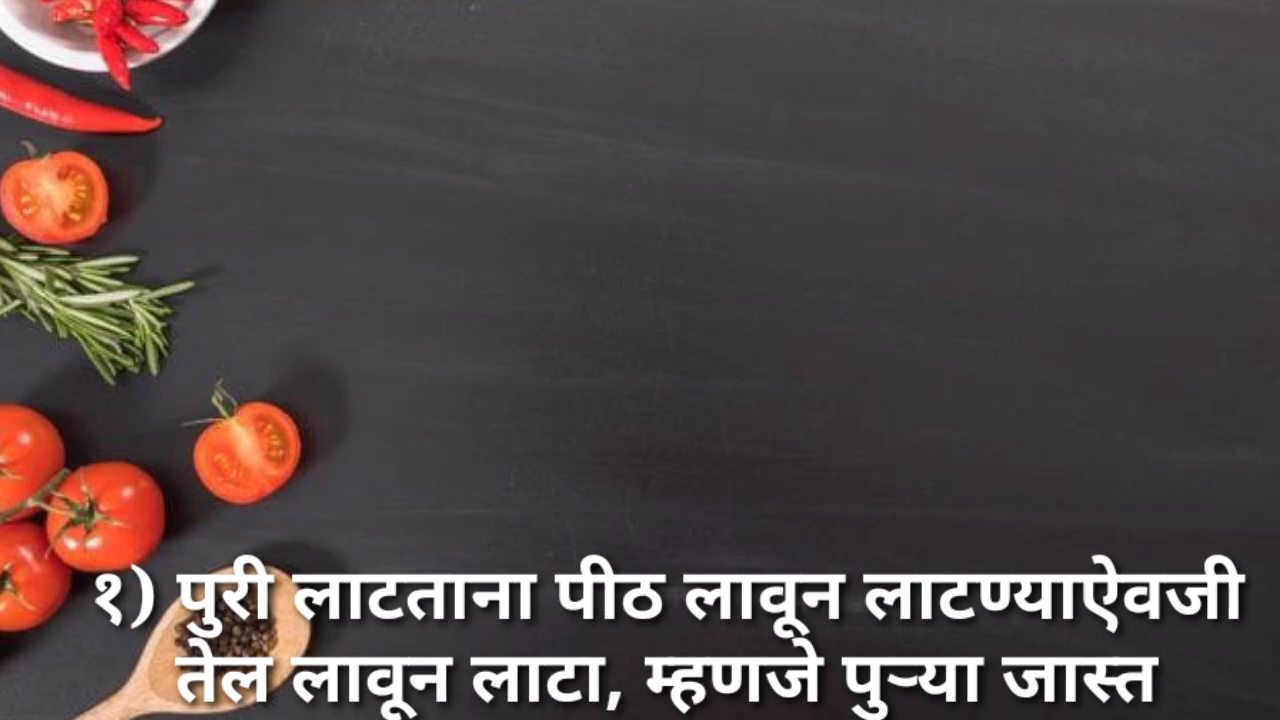 १) पुरी लाटताना पीठ लावून लाटण्याऐवजी
तेल लावून लाटा, म्हणजे पुऱ्या जास्त